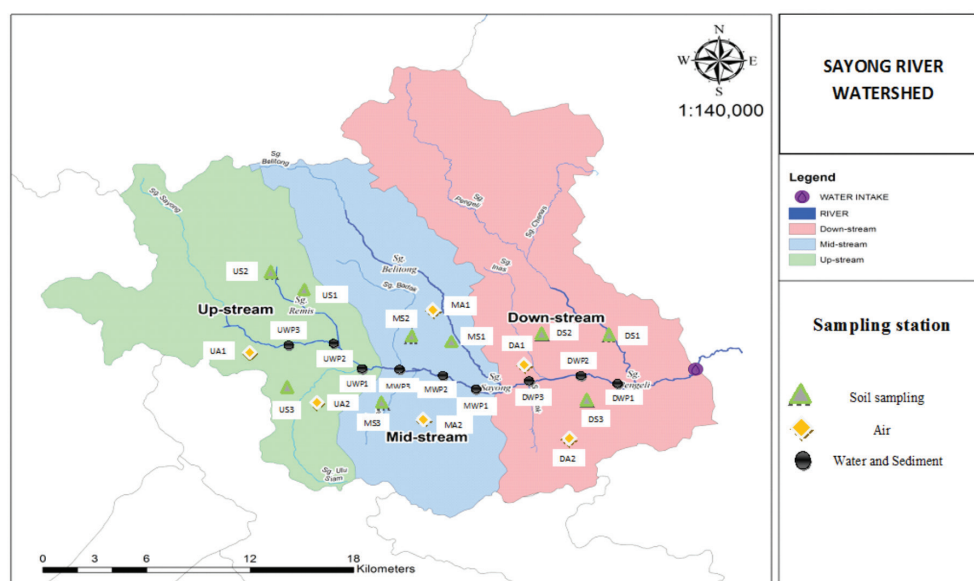 N
W E
S
1:140,000
Sg.
Belitong
Sg. Sayong
Sg.
Pengeli
Sg. Chemas
Sg.
Inas
Sg.
Belitong
Sg. Badak
US2
US1
Sg.
Remis
Up-stream
MA1
MS2
MS1
Down-stream
DS2
DS1
UWP3
UA1
UWP2
DA1
DWP2
UWP1
MWP3
MWP2
Sg.
Sayong
Sg.
MWP1
DWP3
DWP1
US3
UA2
MS3
MA2
DS3
Mid-stream
DA2
Sg. Ulu
Siam
0 3 6 12 18
Kilometers
SAYONG RIVER
WATERSHED
Legend
WATER INTAKE
RIVER
Down-stream
Mid-stream
Up-stream
Sampling station
Soil sampling
Air
Water and Sediment